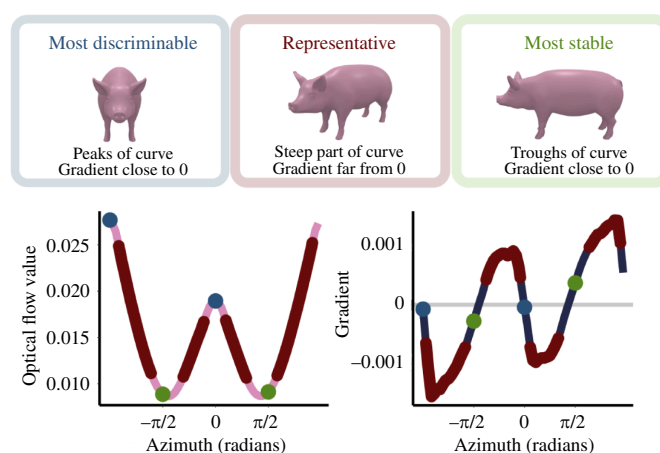 Most discriminable
Peaks of curve
Gradient close to 0
Representative
Steep part of curve
Gradient far from 0
Most stable
Troughs of curve
Gradient close to 0
Optical flow value
0.025
0.020
0.015
0.010
−π/2
0
π/2
Azimuth (radians)
Gradient
0.001
0
−0.001
−π/2
0
π/2
Azimuth (radians)